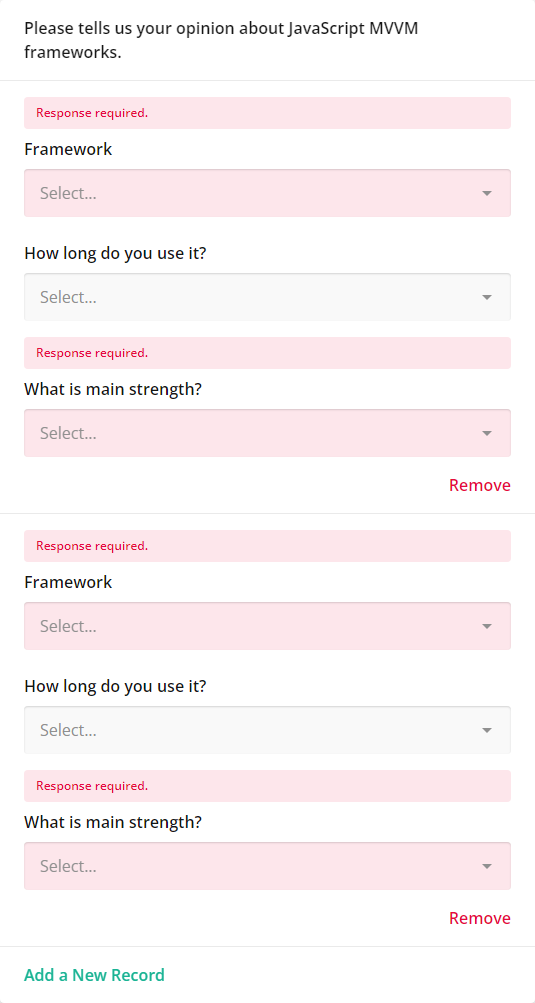 Please tells us your opinion about JavaScript MVVM
frameworks.
Response required.
Framework
Select...
How long do you use it?
Select...
Response required.
What is main strength?
Select...
Remove
Response required.
Framework
Select...
How long do you use it?
Select...
Response required.
What is main strength?
Select...
Remove
Add a New Record